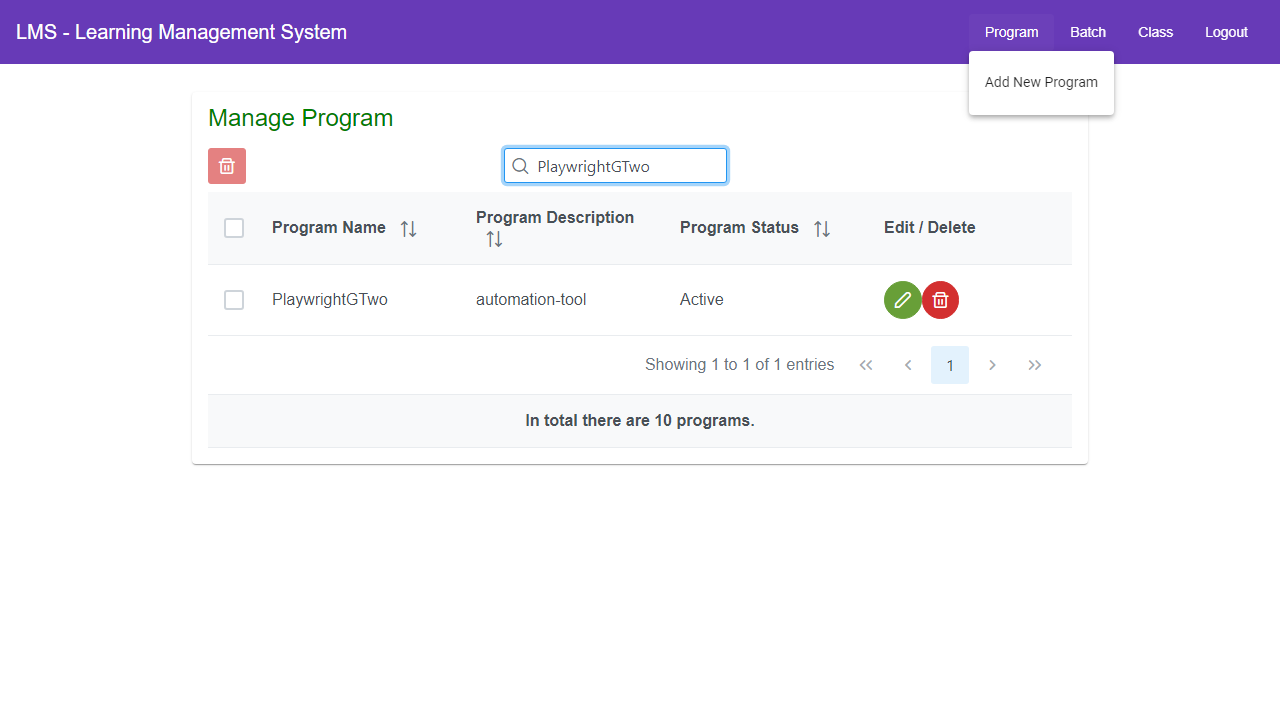 LMS - Learning Management System
Program
Batch
Class
Logout
Add New Program
Manage Program
PlaywrightGTwo
Program Name
Program Description
Program Status
Edit / Delete
PlaywrightGTwo
automation-tool
Active
Showing 1 to 1 of 1 entries
1
In total there are 10 programs.